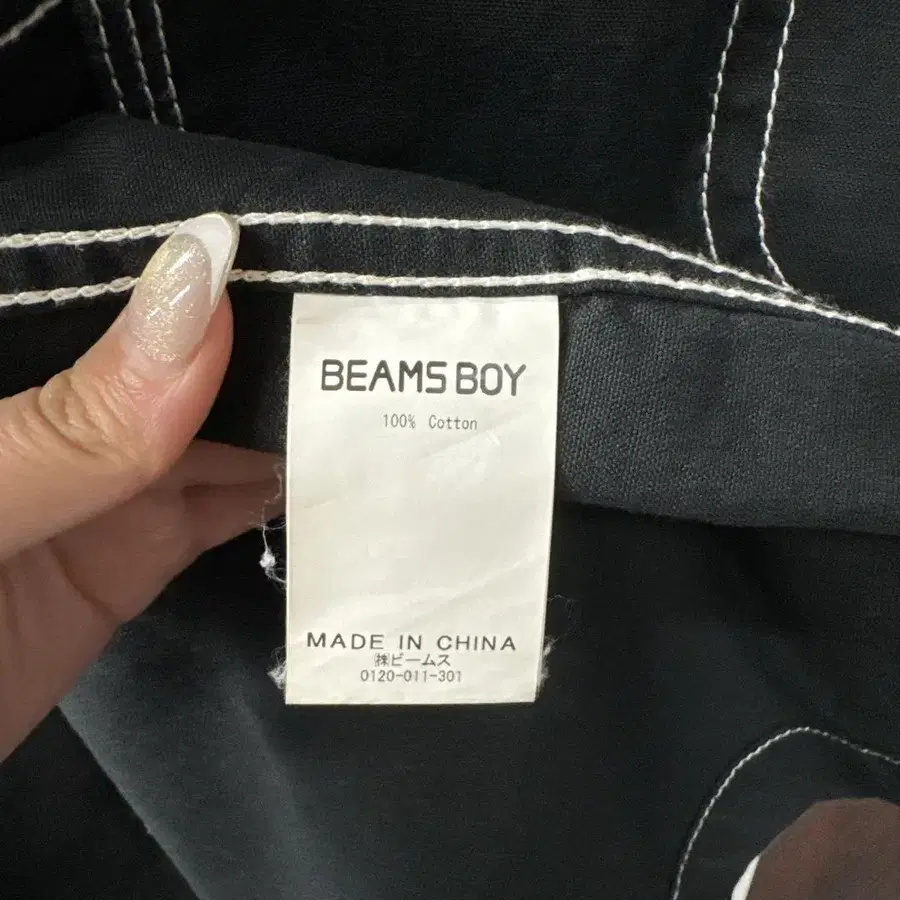 BEAMS BOY
100% Cotton
MADE IN CHINA
㈱ビームス
0120-011-301